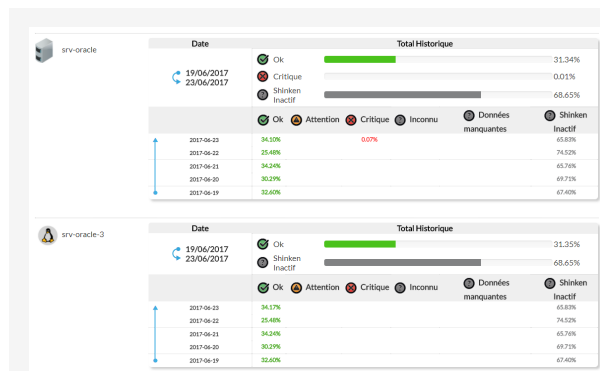 srv-oracle
Date Total Historique
19/06/2017
23/06/2017
Ok 31.34%
Critique 0.01%
Shinken
Inactif 68.65%
Ok Attention Critique Inconnu Données
manquantes Shinken
Inactif
2017-06-23 34.10% 0.07% 65.83%
2017-06-22 25.48% 74.52%
2017-06-21 34.24% 65.76%
2017-06-20 30.29% 69.71%
2017-06-19 32.60% 67.40%
srv-oracle-3
Date Total Historique
19/06/2017
23/06/2017
Ok 31.35%
Shinken
Inactif 68.65%
Ok Attention Critique Inconnu Données
manquantes Shinken
Inactif
2017-06-23 34.17% 65.83%
2017-06-22 25.48% 74.52%
2017-06-21 34.24% 65.76%
2017-06-20 30.29% 69.71%
2017-06-19 32.60% 67.40%